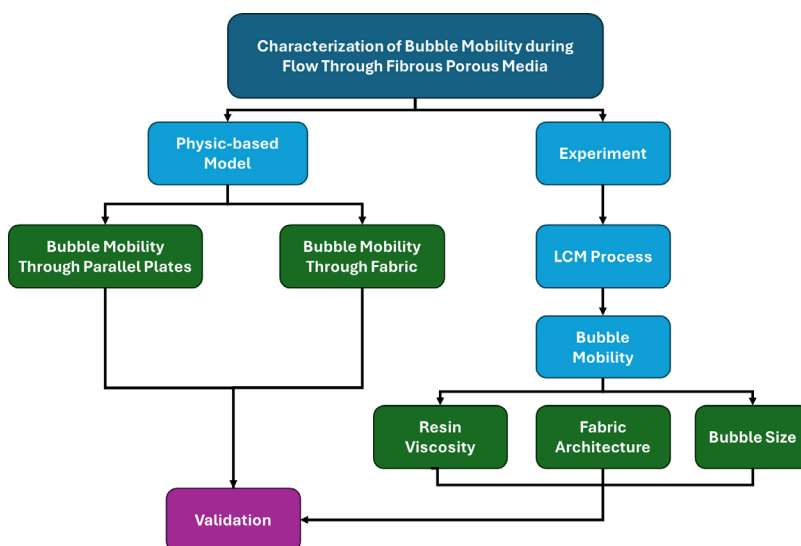 Characterization of Bubble Mobility during
Flow Through Fibrous Porous Media
Physic-based
Model
Experiment
Bubble Mobility
Through Parallel Plates
Bubble Mobility
Through Fabric
LCM Process
Bubble
Mobility
Resin
Viscosity
Fabric
Architecture
Bubble Size
Validation